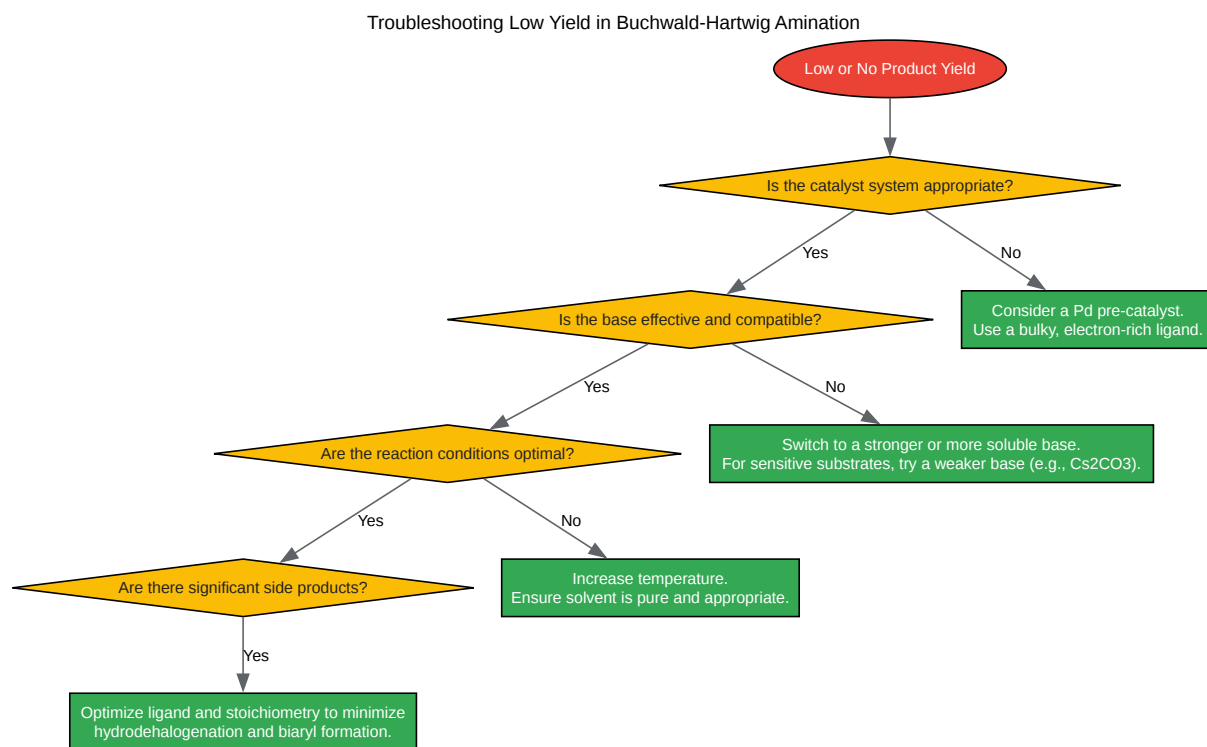 Troubleshooting Low Yield in Buchwald-Hartwig Amination
Low or No Product Yield
Is the catalyst system appropriate?
Yes
No
Is the base effective and compatible?
Consider a Pd pre-catalyst.
Use a bulky, electron-rich ligand.
Yes
No
Are the reaction conditions optimal?
Switch to a stronger or more soluble base.
For sensitive substrates, try a weaker base (e.g., Cs2CO3).
Yes
No
Are there significant side products?
Increase temperature.
Ensure solvent is pure and appropriate.
Yes
Optimize ligand and stoichiometry to minimize
hydrodehalogenation and biaryl formation.